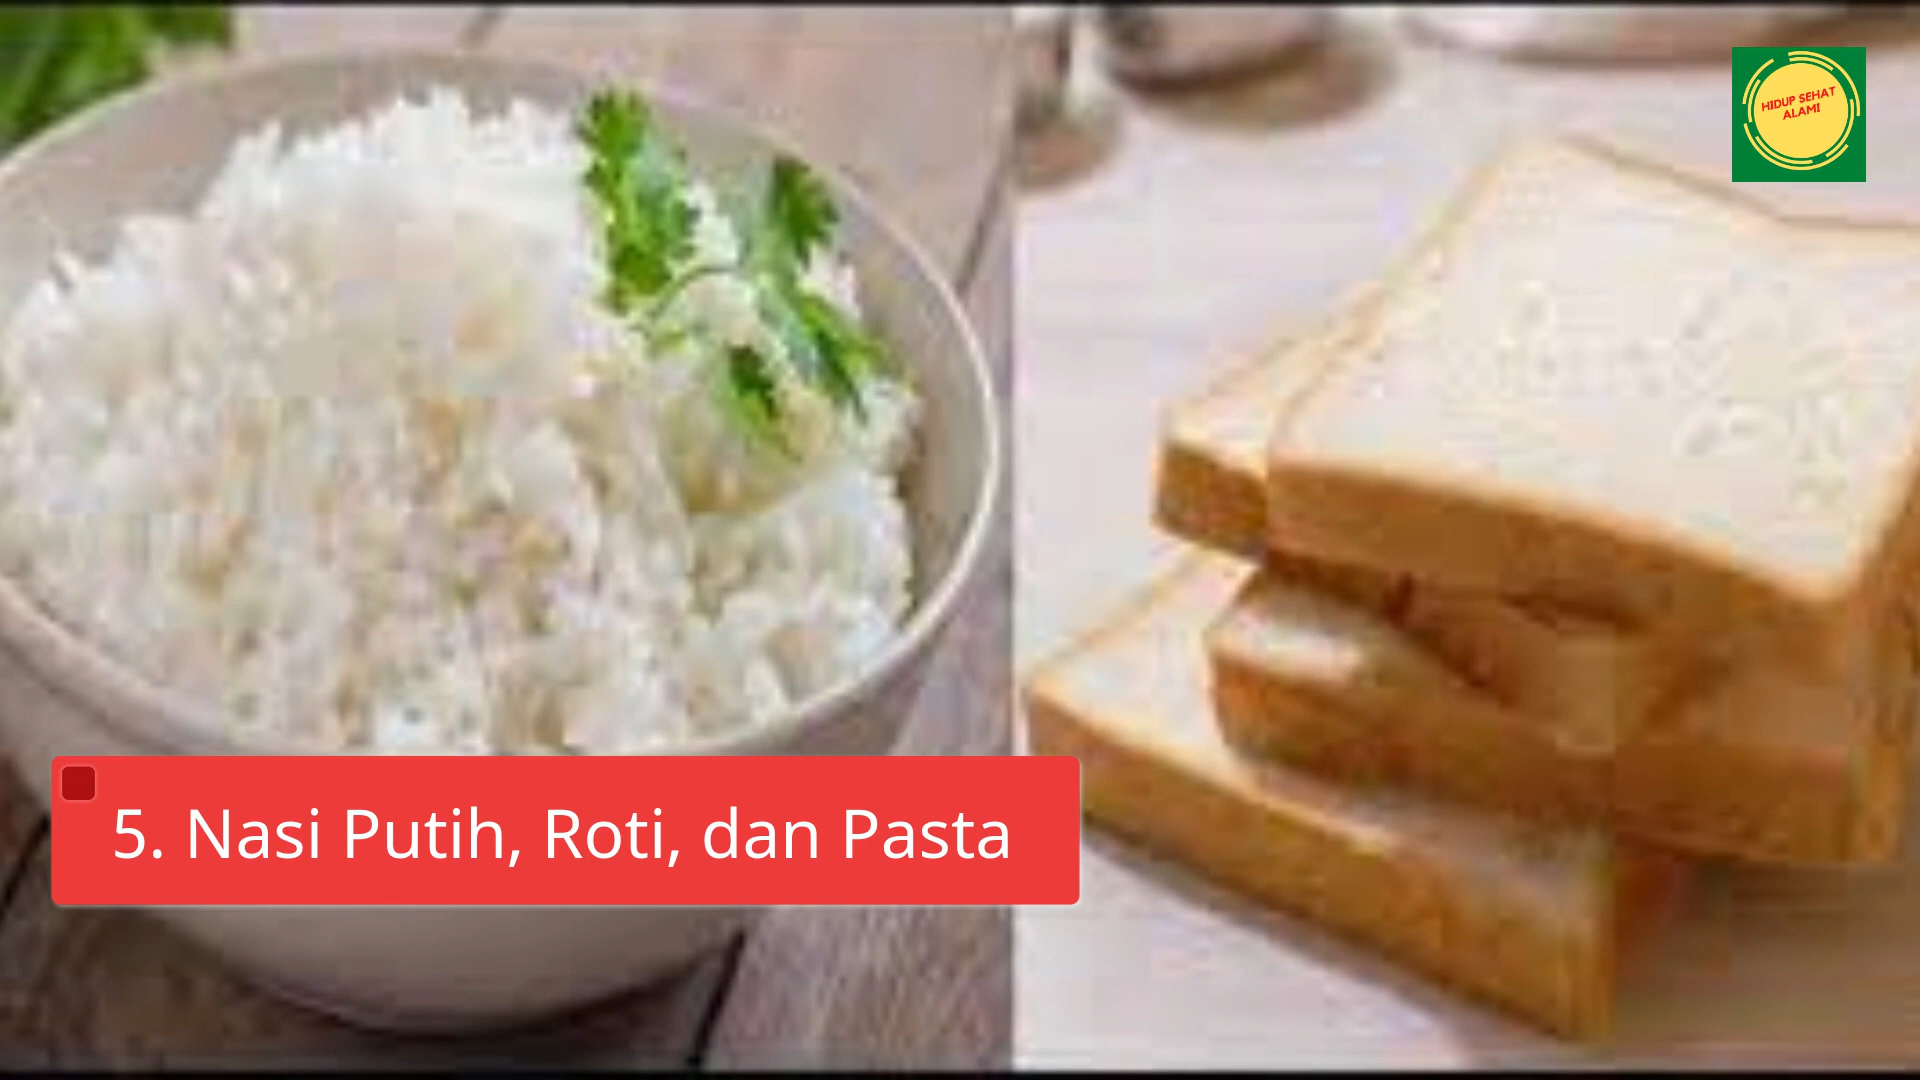 HIDUP SEHAT
ALAMI
5. Nasi Putih, Roti, dan Pasta